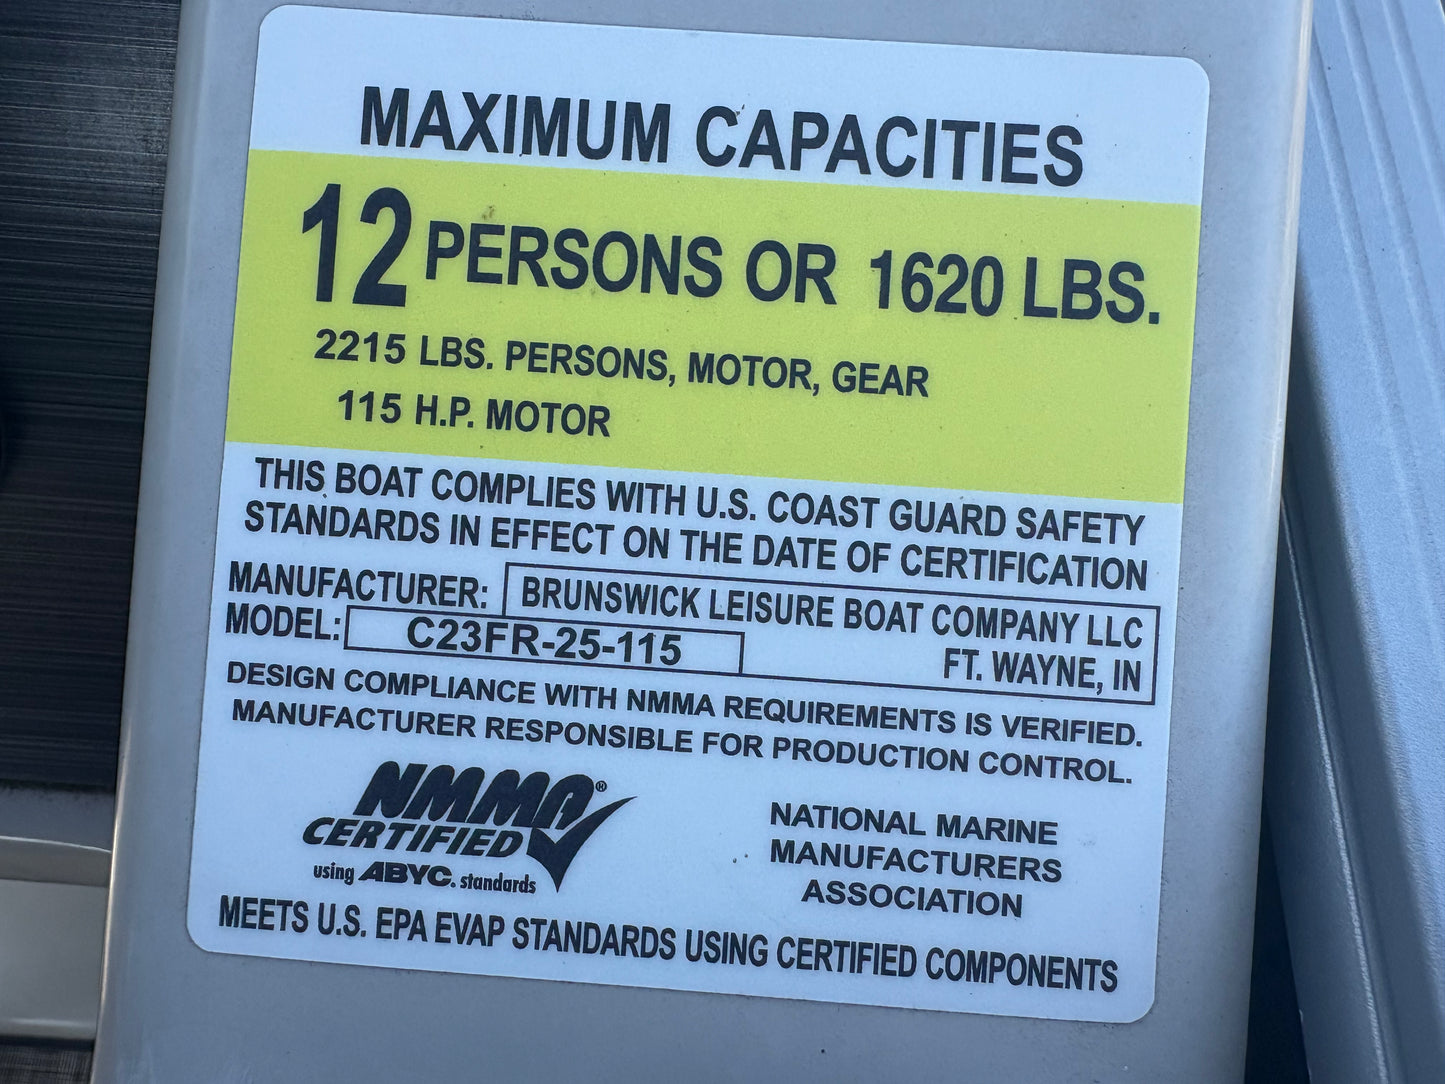 MAXIMUM CAPACITIES
12 PERSONS OR 1620 LBS.
2215 LBS. PERSONS, MOTOR, GEAR
115 H.P. MOTOR
THIS BOAT COMPLIES WITH U.S. COAST GUARD SAFETY
STANDARDS IN EFFECT ON THE DATE OF CERTIFICATION
MANUFACTURER: BRUNSWICK LEISURE BOAT COMPANY LLC
MODEL: C23FR-25-115 FT. WAYNE, IN
DESIGN COMPLIANCE WITH NMMA REQUIREMENTS IS VERIFIED.
MANUFACTURER RESPONSIBLE FOR PRODUCTION CONTROL.
NMMA®
CERTIFIED
using ABYC. standards
NATIONAL MARINE
MANUFACTURERS
ASSOCIATION
MEETS U.S. EPA EVAP STANDARDS USING CERTIFIED COMPONENTS